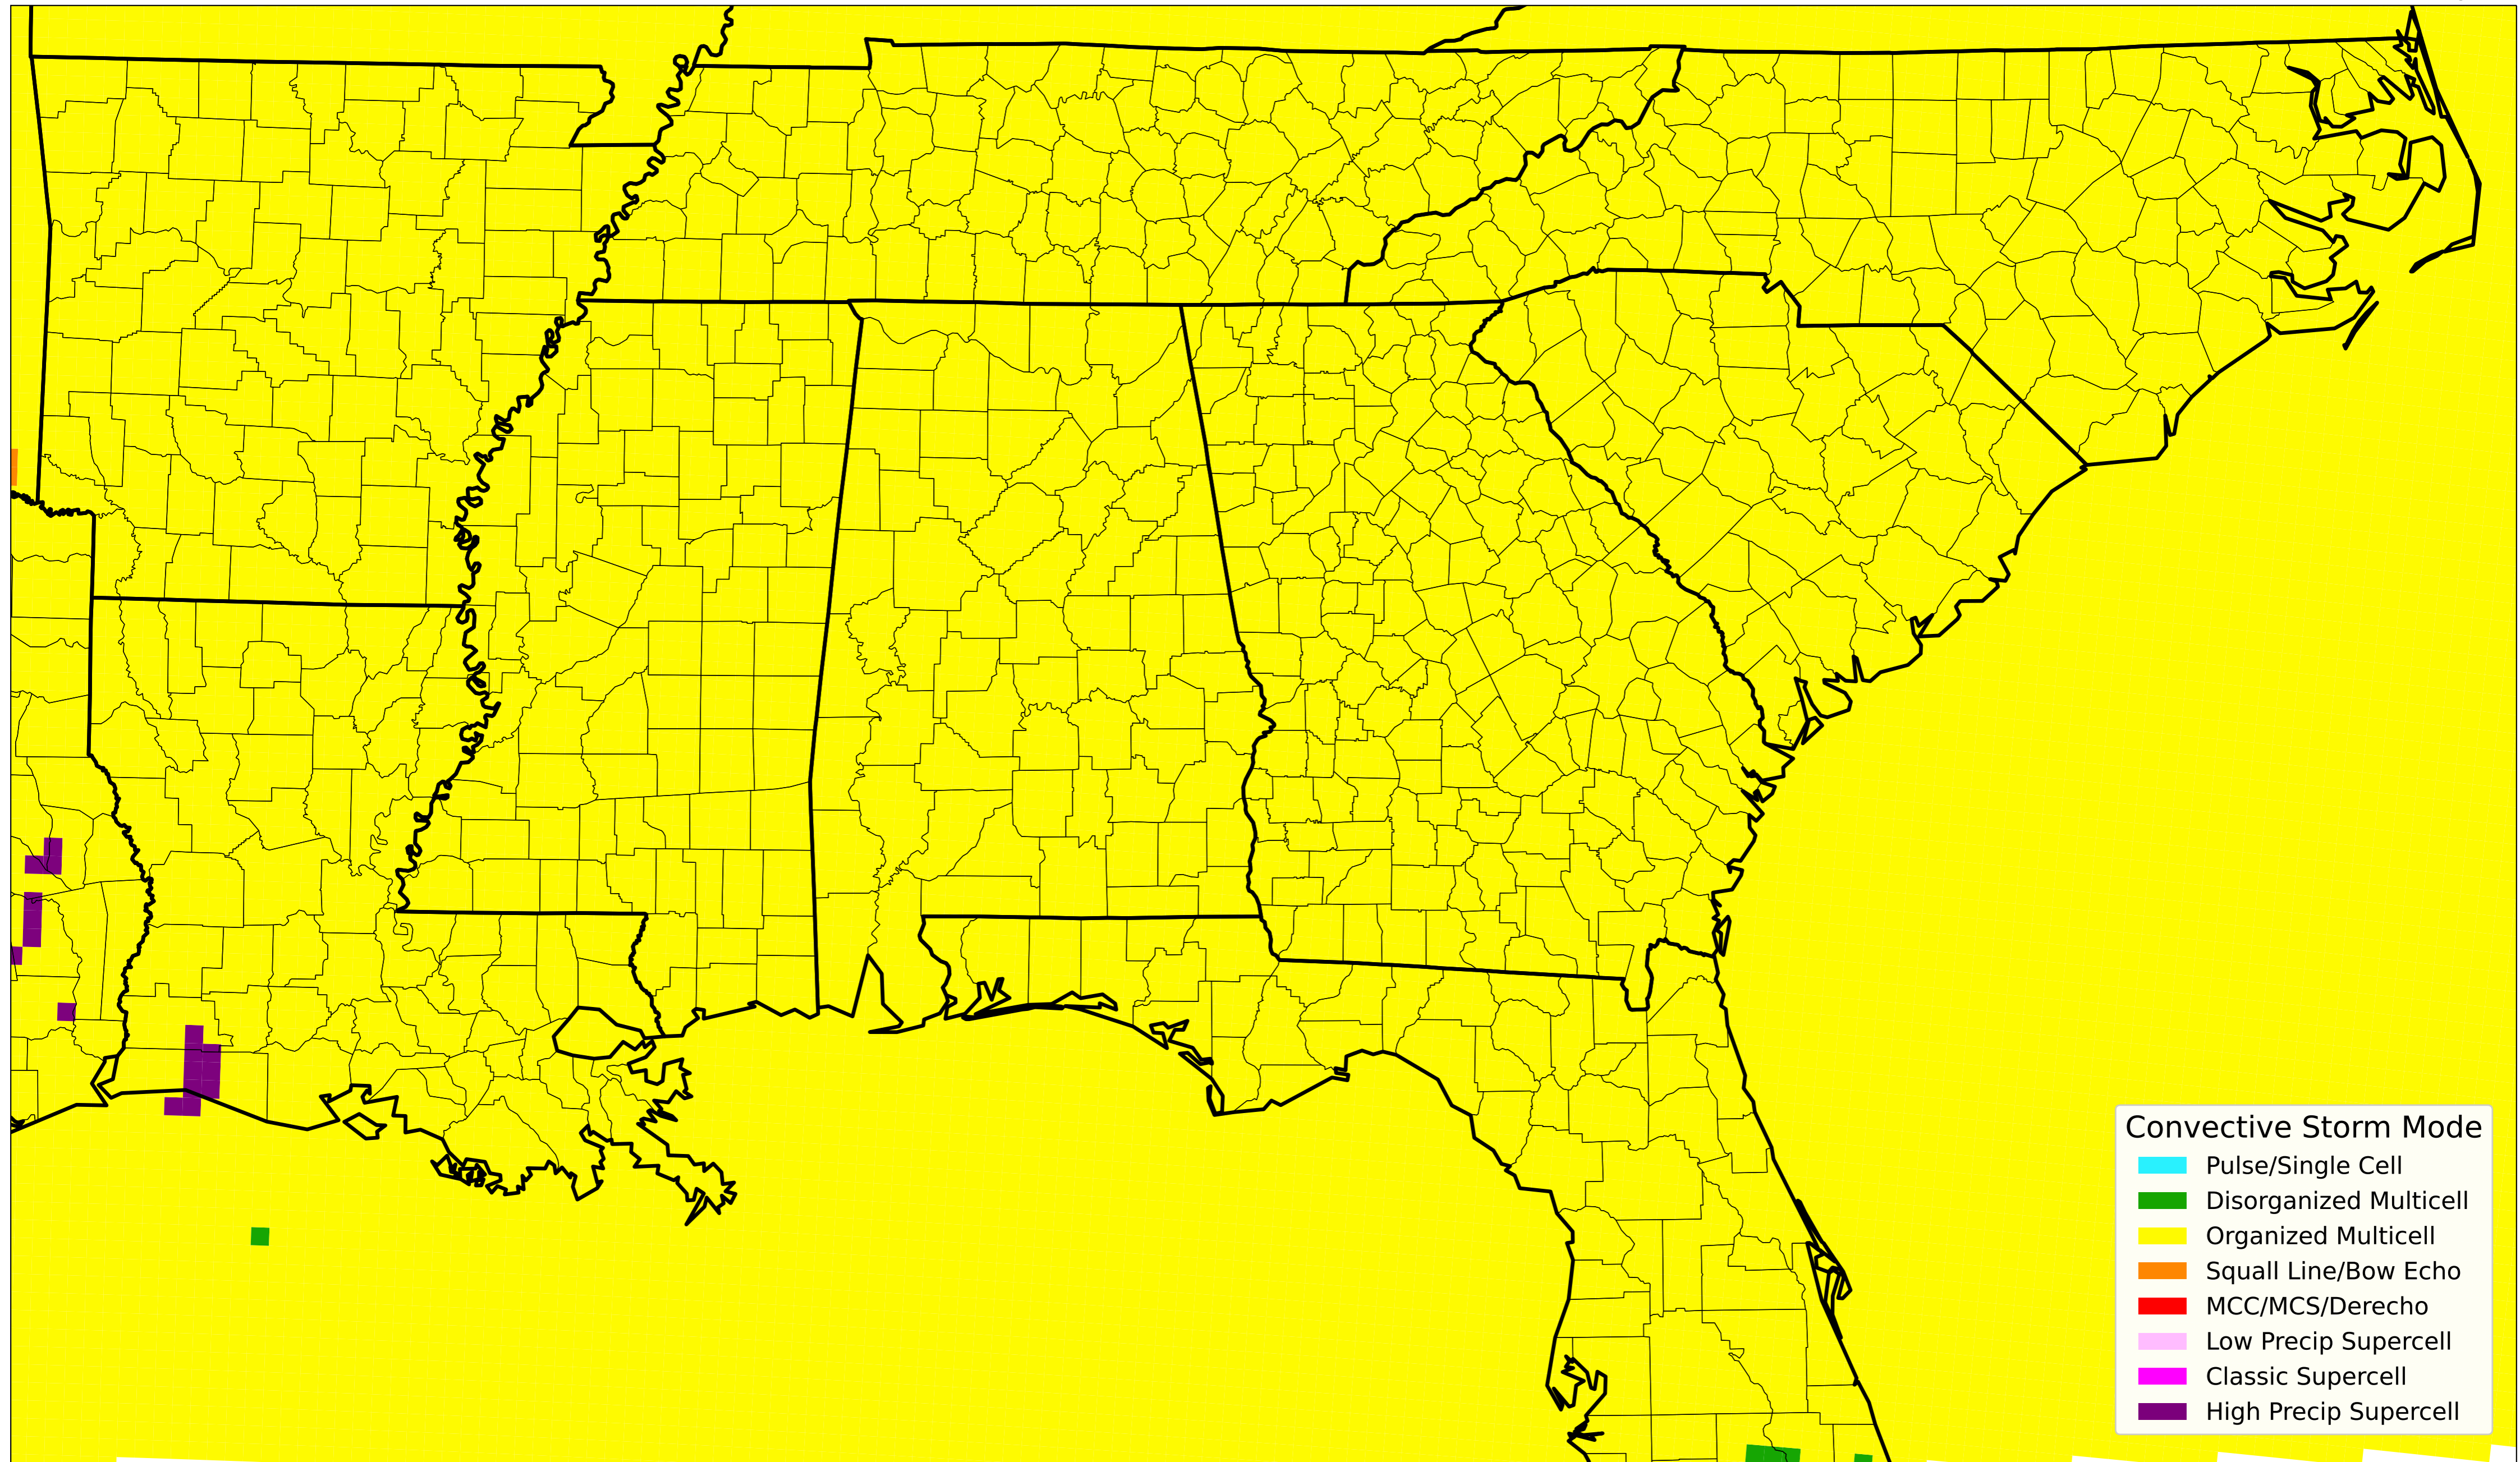 Convective Storm Mode
Pulse/Single Cell
Disorganized Multicell
Organized Multicell
Squall Line/Bow Echo
MCC/MCS/Derecho
Low Precip Supercell
Classic Supercell
High Precip Supercell